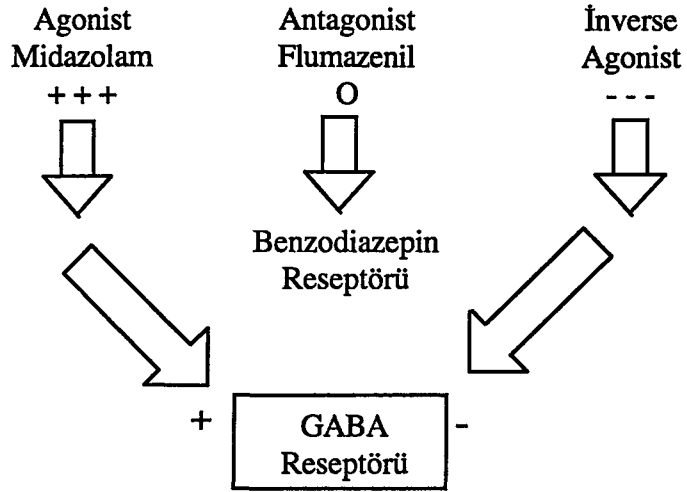 Agonist
Midazolam
+ + +
Antagonist
Flumazenil
O
İnverse
Agonist
- - -
Benzodiazepin
Reseptörü
+
GABA
Reseptörü
-